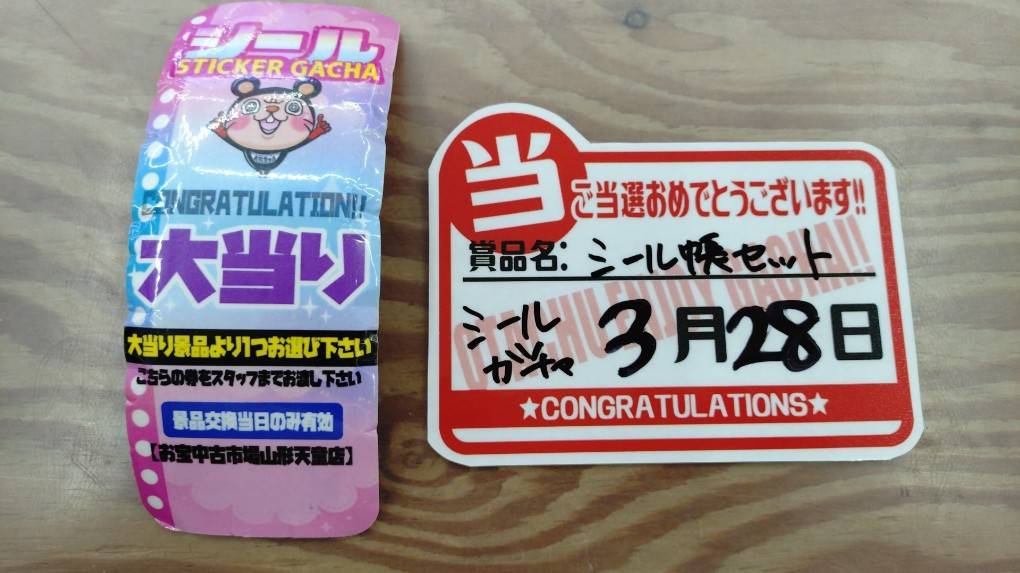 シール
STICKER GACHA
CONGRATULATION!!
大当り
大当り景品より1つお選び下さい
こちらの券をスタッフまでお渡し下さい
景品交換当日のみ有効
【お宝中古市場山形天童店】
当
ご当選おめでとうございます!!
賞品名: シール帳セット
シール
ガチャ
3月28日
★CONGRATULATIONS★